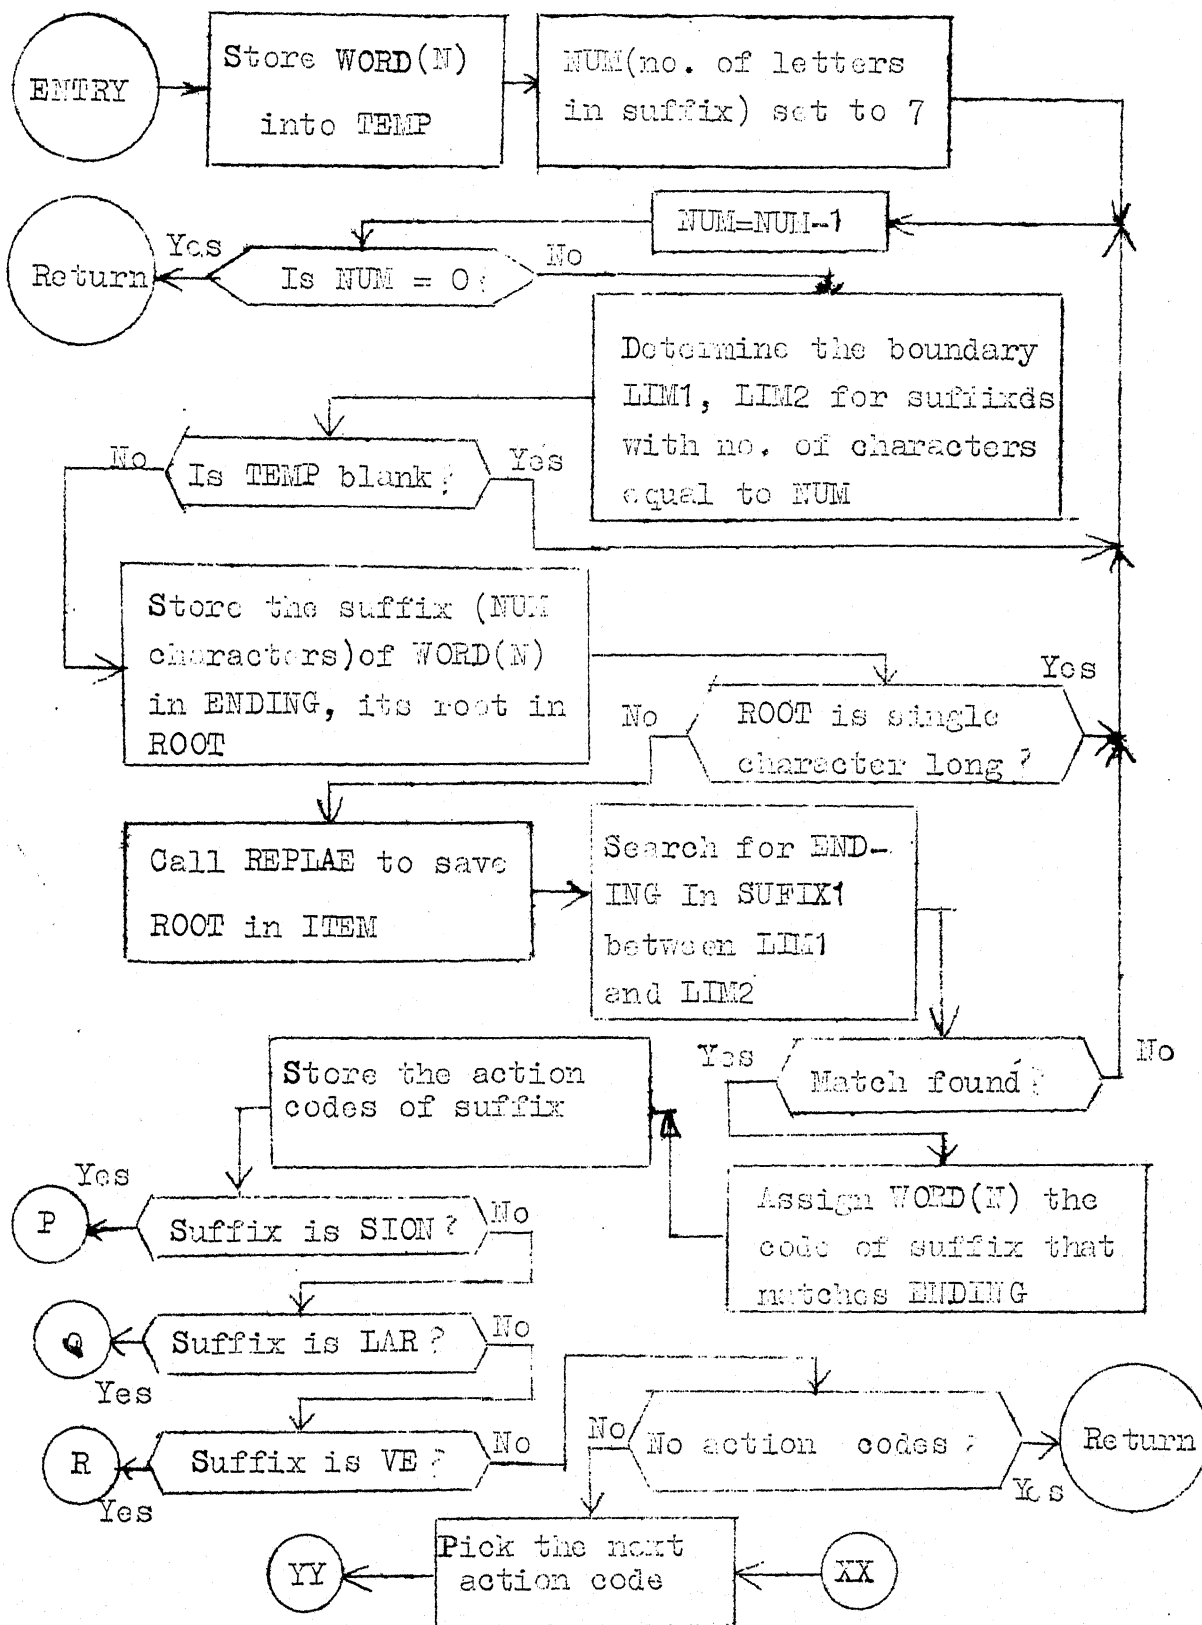 ENTRY
Store WORD(N)
into TEMP
NUM(no. of letters
in suffix) set to 7
NUM=NUM-1
Return
Yes
Is NUM = 0?
No
Determine the boundary
LIM1, LIM2 for suffixds
with no. of characters
equal to NUM
No
Is TEMP blank?
Yes
Store the suffix (NUM
characters)of WORD(N)
in ENDING, its root in
ROOT
No
ROOT is single
character long?
Yes
Call REPLAE to save
ROOT in ITEM
Search for END-
ING In SUFIX1
between LIM1
and LIM2
Yes
Match found?
No
Store the action
codes of suffix
Assign WORD(N) the
code of suffix that
matches ENDING
Yes
P
Suffix is SION?
No
Q
Suffix is LAR?
No
Yes
R
Suffix is VE?
No
Yes
No
No action codes?
Yes
Return
YY
Pick the next
action code
XX